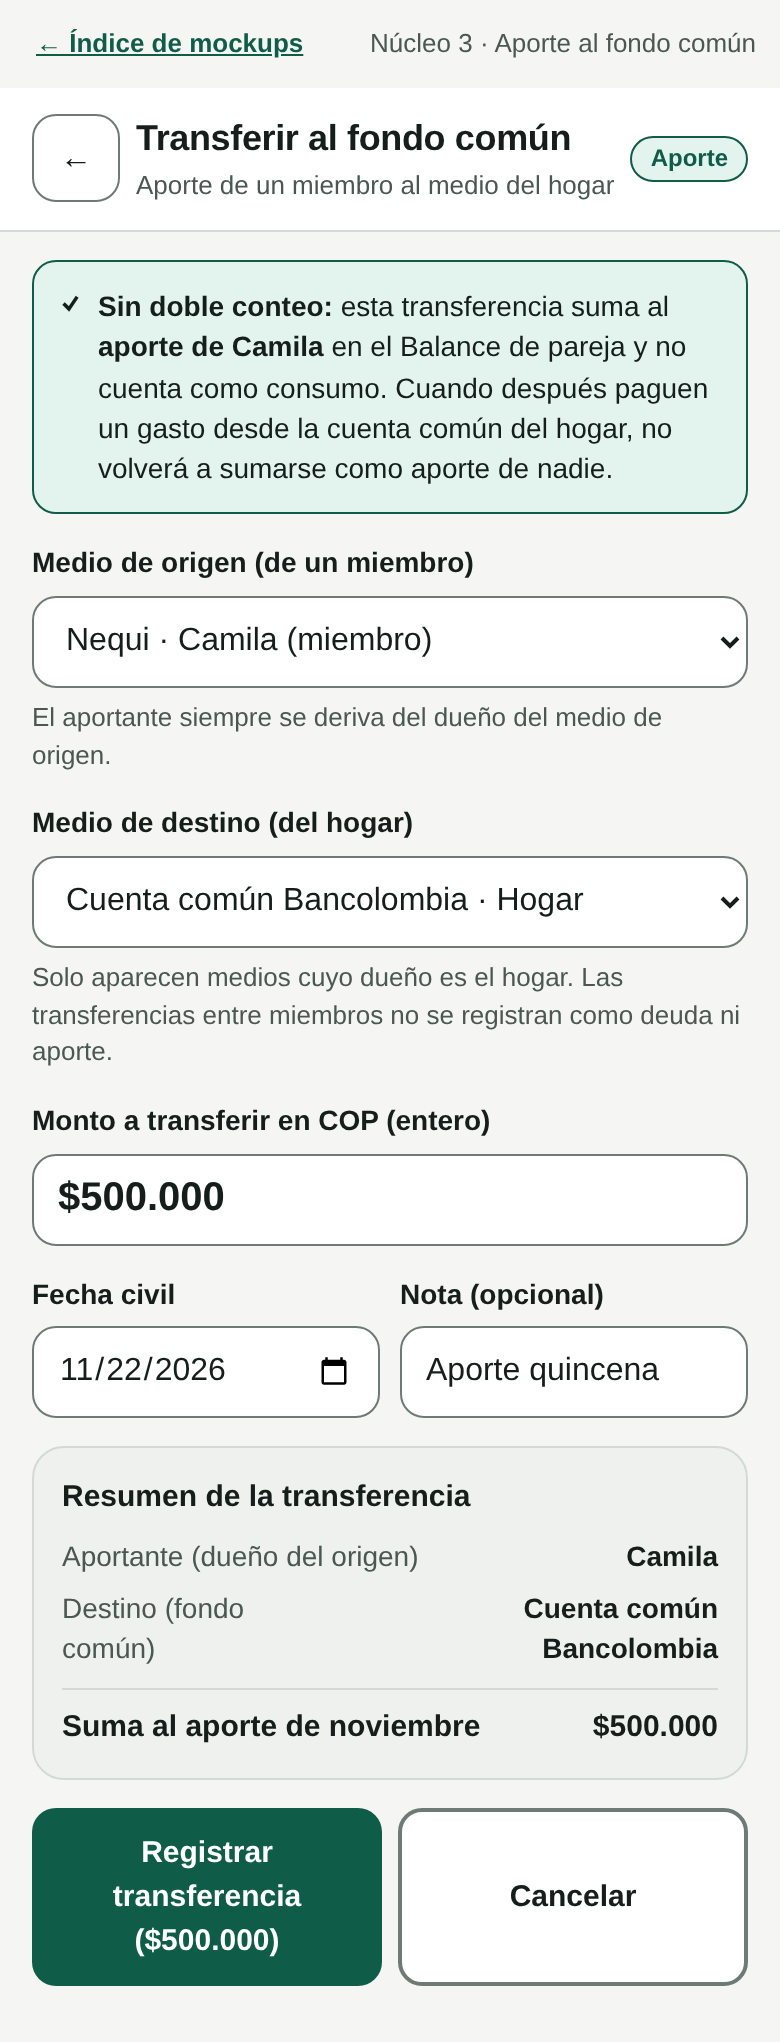 ← Índice de mockups
Núcleo 3 · Aporte al fondo común
←
Transferir al fondo común
Aporte de un miembro al medio del hogar
Aporte
✓ Sin doble conteo: esta transferencia suma al
aporte de Camila en el Balance de pareja y no
cuenta como consumo. Cuando después paguen
un gasto desde la cuenta común del hogar, no
volverá a sumarse como aporte de nadie.
Medio de origen (de un miembro)
Nequi · Camila (miembro)
El aportante siempre se deriva del dueño del medio de
origen.
Medio de destino (del hogar)
Cuenta común Bancolombia · Hogar
Solo aparecen medios cuyo dueño es el hogar. Las
transferencias entre miembros no se registran como deuda ni
aporte.
Monto a transferir en COP (entero)
$500.000
Fecha civil
11/22/2026
Nota (opcional)
Aporte quincena
Resumen de la transferencia
Aportante (dueño del origen)
Camila
Destino (fondo
común)
Cuenta común
Bancolombia
Suma al aporte de noviembre
$500.000
Registrar
transferencia
($500.000)
Cancelar